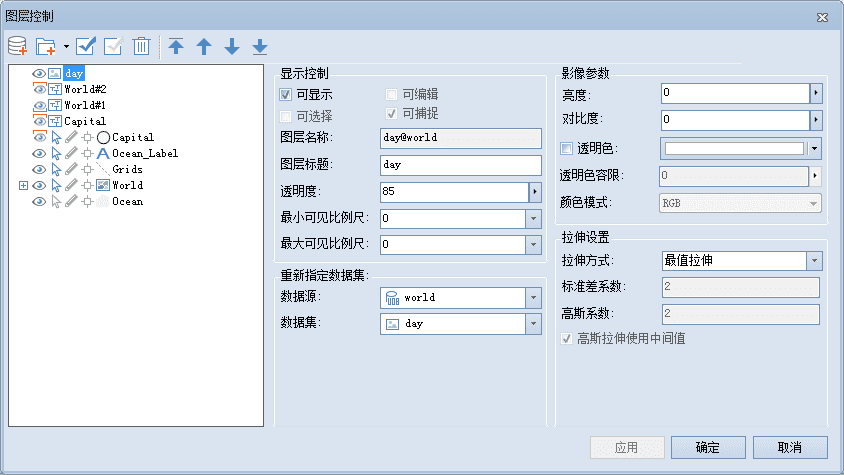 图层控制
day
World#2
World#1
Capital
Capital
Ocean_Label
Grids
World
Ocean
显示控制
可显示
可编辑
可选择
可捕捉
图层名称:
day@world
图层标题:
day
透明度:
85
最小可见比例尺:
0
最大可见比例尺:
0
重新指定数据集:
数据源:
world
数据集:
day
影像参数
亮度:
0
对比度:
0
透明色:
透明色容限:
0
颜色模式:
RGB
拉伸设置
拉伸方式:
最值拉伸
标准差系数:
2
高斯系数:
2
高斯拉伸使用中间值
应用
确定
取消